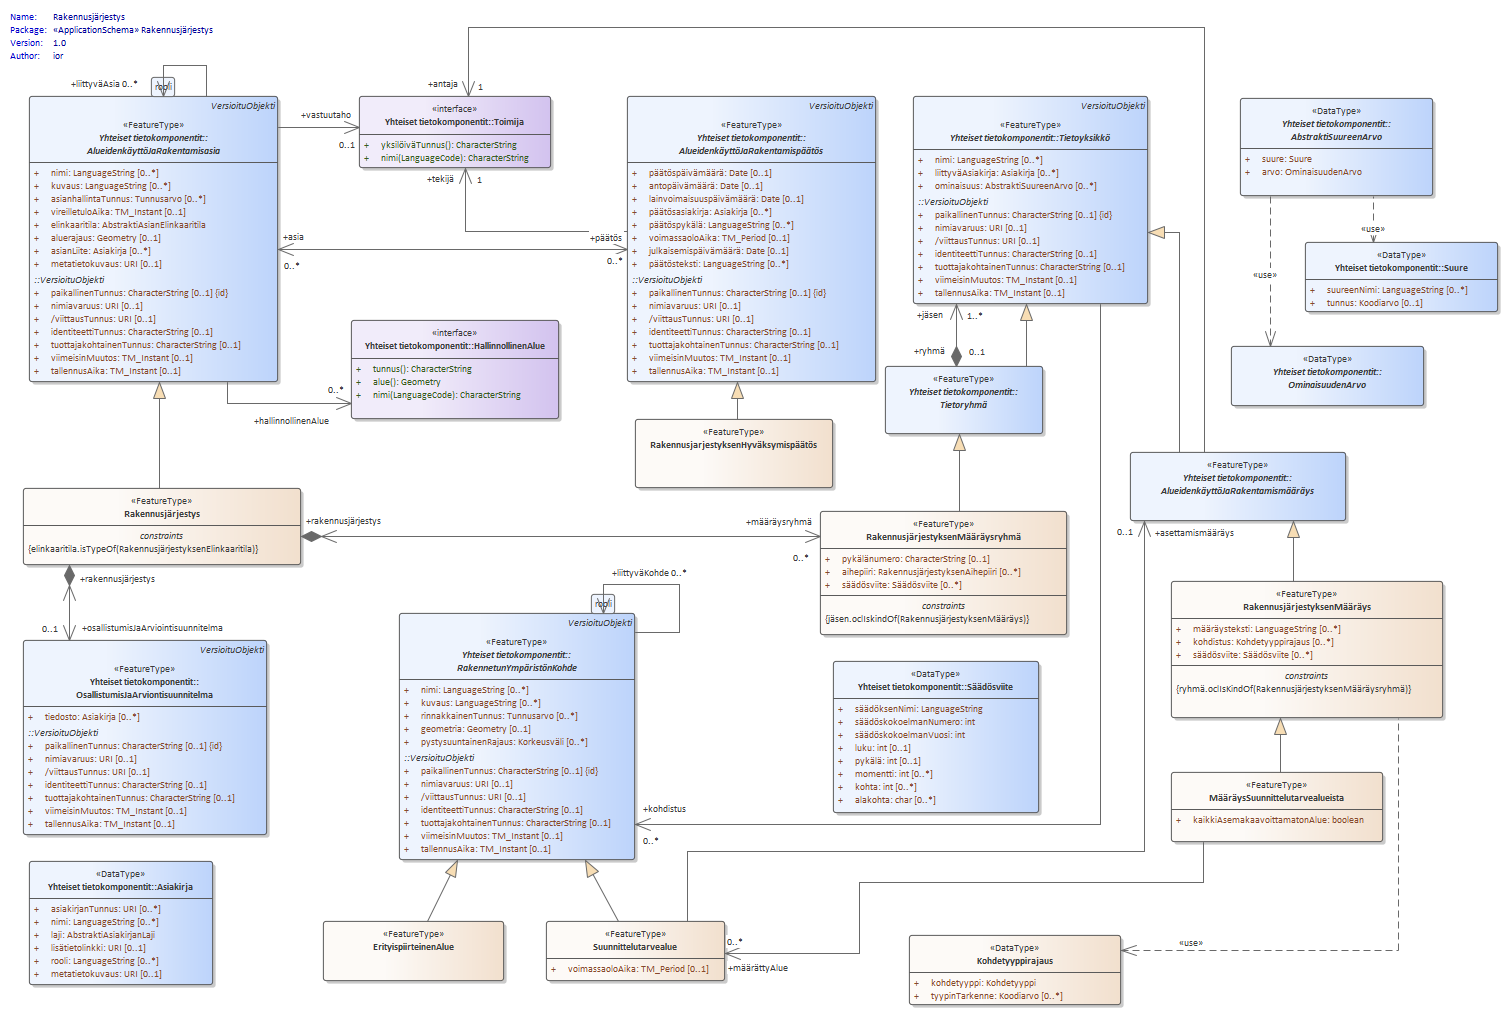 Name: Rakennusjärjestys
Package: «ApplicationSchema» Rakennusjärjestys
Version: 1.0
Author: ior
+liittyväAsia 0..*
rooli
VersioituObjekti
«FeatureType»
Yhteiset tietokomponentit::
AlueidenkäyttöJaRakentamisasia
+ nimi: LanguageString [0..*]
+ kuvaus: LanguageString [0..*]
+ asianhallintaTunnus: Tunnusarvo [0..*]
+ vireilletuloAika: TM_Instant [0..1]
+ elinkaaritila: AbstraktiAsianElinkaaritila
+ aluerajaus: Geometry [0..1]
+ asianLiite: Asiakirja [0..*]
+ metatietokuvaus: URI [0..1]
::VersioituObjekti
+ paikallinenTunnus: CharacterString [0..1] {id}
+ nimiavaruus: URI [0..1]
+ /viittausTunnus: URI [0..1]
+ identiteettiTunnus: CharacterString [0..1]
+ tuottajakohtainenTunnus: CharacterString [0..1]
+ viimeisinMuutos: TM_Instant [0..1]
+ tallennusAika: TM_Instant [0..1]
+vastuutaho
0..1
+antaja
1
«interface»
Yhteiset tietokomponentit::Toimija
+ yksilöiväTunnus(): CharacterString
+ nimi(LanguageCode): CharacterString
+tekijä
1
+asia
0..*
+päätös
0..*
«interface»
Yhteiset tietokomponentit::HallinnollinenAlue
+ tunnus(): CharacterString
+ alue(): Geometry
+ nimi(LanguageCode): CharacterString
0..*
+hallinnollinenAlue
VersioituObjekti
«FeatureType»
Yhteiset tietokomponentit::
AlueidenkäyttöJaRakentamispäätös
+ päätöspäivämäärä: Date [0..1]
+ antopäivämäärä: Date [0..1]
+ lainvoimaisuuspäivämäärä: Date [0..1]
+ päätösasiakirja: Asiakirja [0..*]
+ päätöspykälä: LanguageString [0..*]
+ voimassaoloAika: TM_Period [0..1]
+ julkaisemispäivämäärä: Date [0..1]
+ päätösteksti: LanguageString [0..*]
::VersioituObjekti
+ paikallinenTunnus: CharacterString [0..1] {id}
+ nimiavaruus: URI [0..1]
+ /viittausTunnus: URI [0..1]
+ identiteettiTunnus: CharacterString [0..1]
+ tuottajakohtainenTunnus: CharacterString [0..1]
+ viimeisinMuutos: TM_Instant [0..1]
+ tallennusAika: TM_Instant [0..1]
«FeatureType»
RakennusjarjestyksenHyväksymispäätös
VersioituObjekti
«FeatureType»
Yhteiset tietokomponentit::Tietoyksikkö
+ nimi: LanguageString [0..*]
+ liittyväAsiakirja: Asiakirja [0..*]
+ ominaisuus: AbstraktiSuureenArvo [0..*]
::VersioituObjekti
+ paikallinenTunnus: CharacterString [0..1] {id}
+ nimiavaruus: URI [0..1]
+ /viittausTunnus: URI [0..1]
+ identiteettiTunnus: CharacterString [0..1]
+ tuottajakohtainenTunnus: CharacterString [0..1]
+ viimeisinMuutos: TM_Instant [0..1]
+ tallennusAika: TM_Instant [0..1]
+jäsen
1..*
+ryhmä
0..1
«FeatureType»
Yhteiset tietokomponentit::
Tietoryhmä
«DataType»
Yhteiset tietokomponentit::
AbstraktiSuureenArvo
+ suure: Suure
+ arvo: OminaisuudenArvo
«use»
«use»
«DataType»
Yhteiset tietokomponentit::Suure
+ suureenNimi: LanguageString [0..*]
+ tunnus: Koodiarvo [0..1]
«DataType»
Yhteiset tietokomponentit::
OminaisuudenArvo
«FeatureType»
Yhteiset tietokomponentit::
AlueidenkäyttöJaRakentamismääräys
0..1
+asettamismääräys
«FeatureType»
Rakennusjärjestys
constraints
{elinkaaritila.isTypeOf(RakennusjärjestyksenElinkaaritila)}
+rakennusjärjestys
+määräysryhmä
0..*
+rakennusjärjestys
0..1
+osallistumisJaArviointisuunnitelma
«FeatureType»
RakennusjärjestyksenMääräysryhmä
+ pykälänumero: CharacterString [0..1]
+ aihepiiri: RakennusjärjestyksenAihepiiri [0..*]
+ säädösviite: Säädösviite [0..*]
constraints
{jäsen.oclIskindOf(RakennusjärjestyksenMääräys)}
«FeatureType»
RakennusjärjestyksenMääräys
+ määräysteksti: LanguageString [0..*]
+ kohdistus: Kohdetyyppirajaus [0..*]
+ säädösviite: Säädösviite [0..*]
constraints
{ryhmä.oclIsKindOf(RakennusjärjestyksenMääräysryhmä)}
VersioituObjekti
«FeatureType»
Yhteiset tietokomponentit::
OsallistumisJaArviontisuunnitelma
+ tiedosto: Asiakirja [0..*]
::VersioituObjekti
+ paikallinenTunnus: CharacterString [0..1] {id}
+ nimiavaruus: URI [0..1]
+ /viittausTunnus: URI [0..1]
+ identiteettiTunnus: CharacterString [0..1]
+ tuottajakohtainenTunnus: CharacterString [0..1]
+ viimeisinMuutos: TM_Instant [0..1]
+ tallennusAika: TM_Instant [0..1]
+liittyväKohde 0..*
rooli
VersioituObjekti
«FeatureType»
Yhteiset tietokomponentit::
RakennetunYmpäristönKohde
+ nimi: LanguageString [0..*]
+ kuvaus: LanguageString [0..*]
+ rinnakkainenTunnus: Tunnusarvo [0..*]
+ geometria: Geometry [0..1]
+ pystysuuntainenRajaus: Korkeusväli [0..*]
::VersioituObjekti
+ paikallinenTunnus: CharacterString [0..1] {id}
+ nimiavaruus: URI [0..1]
+ /viittausTunnus: URI [0..1]
+ identiteettiTunnus: CharacterString [0..1]
+ tuottajakohtainenTunnus: CharacterString [0..1]
+ viimeisinMuutos: TM_Instant [0..1]
+ tallennusAika: TM_Instant [0..1]
+kohdistus
0..*
«DataType»
Yhteiset tietokomponentit::Säädösviite
+ säädöksenNimi: LanguageString
+ säädöskokoelmanNumero: int
+ säädöskokoelmanVuosi: int
+ luku: int [0..1]
+ pykälä: int [0..1]
+ momentti: int [0..*]
+ kohta: int [0..*]
+ alakohta: char [0..*]
«FeatureType»
MääräysSuunnittelutarvealueista
+ kaikkiAsemakaavoittamatonAlue: boolean
«DataType»
Yhteiset tietokomponentit::Asiakirja
+ asiakirjanTunnus: URI [0..*]
+ nimi: LanguageString [0..*]
+ laji: AbstraktiAsiakirjanLaji
+ lisätietolinkki: URI [0..1]
+ rooli: LanguageString [0..*]
+ metatietokuvaus: URI [0..1]
«FeatureType»
ErityispiirteinenAlue
«FeatureType»
Suunnittelutarvealue
+ voimassaoloAika: TM_Period [0..1]
0..*
+määrättyAlue
«DataType»
Kohdetyyppirajaus
+ kohdetyyppi: Kohdetyyppi
+ tyypinTarkenne: Koodiarvo [0..*]
«use»